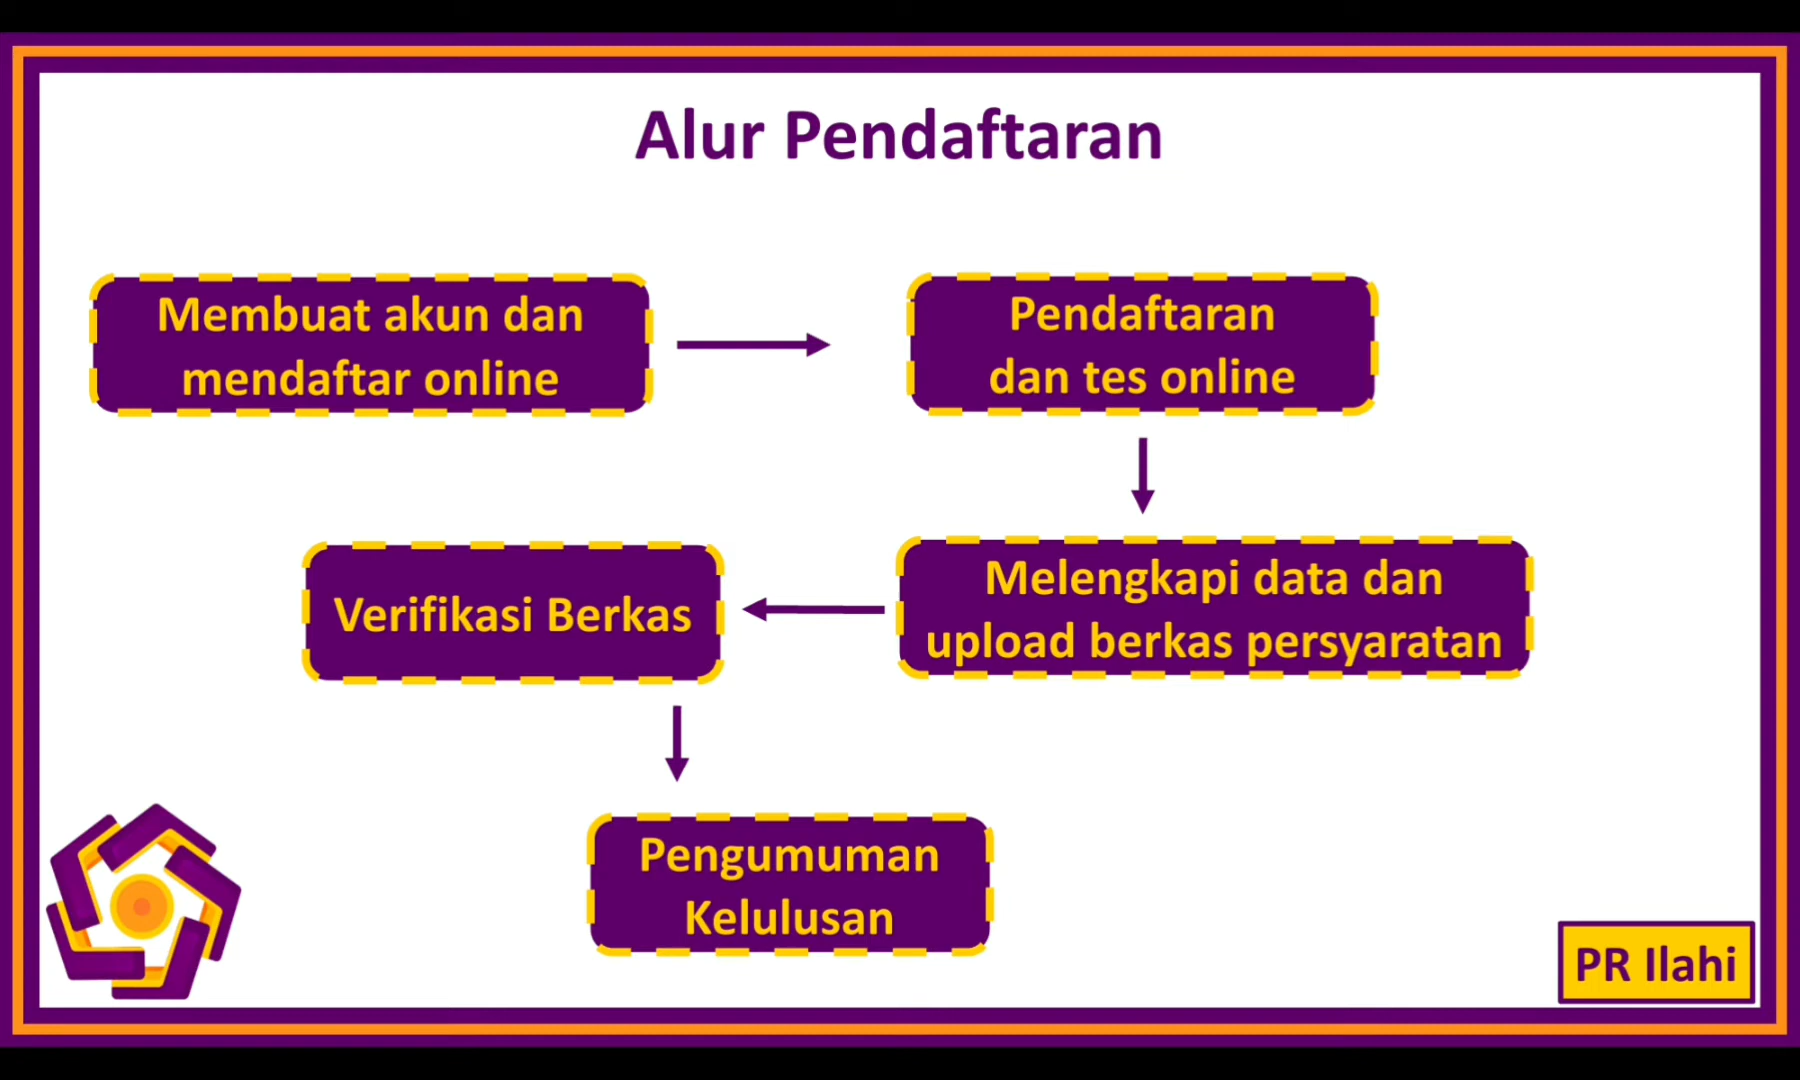 Alur Pendaftaran
Membuat akun dan
mendaftar online
Pendaftaran
dan tes online
Melengkapi data dan
upload berkas persyaratan
Verifikasi Berkas
Pengumuman
Kelulusan
PR Ilahi